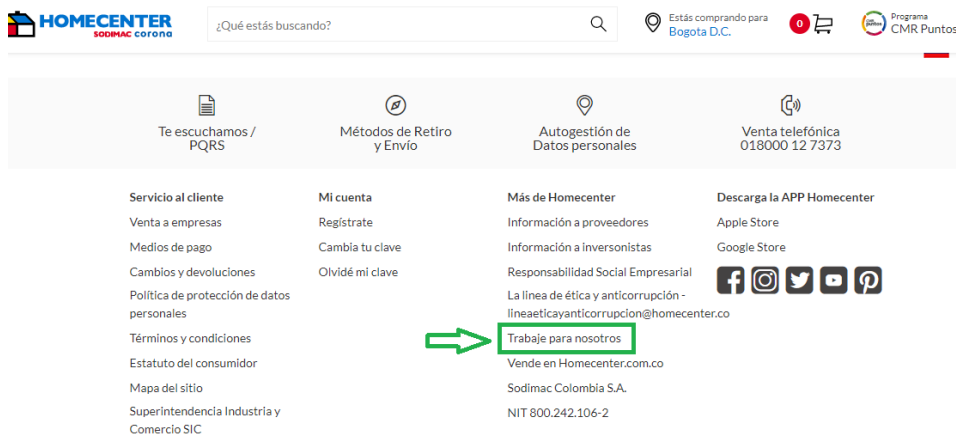 HOMECENTER
SODIMAC corona
¿Qué estás buscando?
Estás comprando para
Bogota D.C.
0
puntos
Programa
CMR Puntos
Te escuchamos /
PQRS
Métodos de Retiro
y Envío
Autogestión de
Datos personales
Venta telefónica
018000 12 7373
Servicio al cliente
Venta a empresas
Medios de pago
Cambios y devoluciones
Política de protección de datos
personales
Términos y condiciones
Estatuto del consumidor
Mapa del sitio
Superintendencia Industria y
Comercio SIC
Mi cuenta
Regístrate
Cambia tu clave
Olvidé mi clave
Más de Homecenter
Información a proveedores
Información a inversionistas
Responsabilidad Social Empresarial
La linea de ética y anticorrupción -
lineaeticayanticorrupcion@homecenter.co
Trabaje para nosotros
Vende en Homecenter.com.co
Sodimac Colombia S.A.
NIT 800.242.106-2
Descarga la APP Homecenter
Apple Store
Google Store